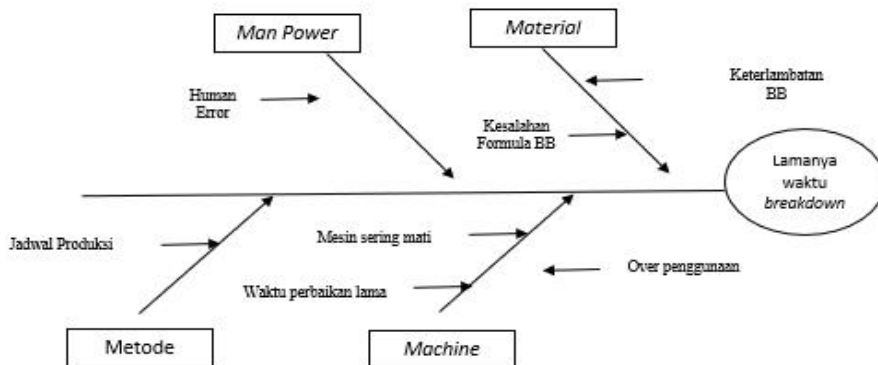 Man Power
Material
Human
Error
Keterlambatan
BB
Kesalahan
Formula BB
Lamanya
waktu
breakdown
Jadwal Produksi
Mesin sering mati
Over penggunaan
Waktu perbaikan lama
Metode
Machine